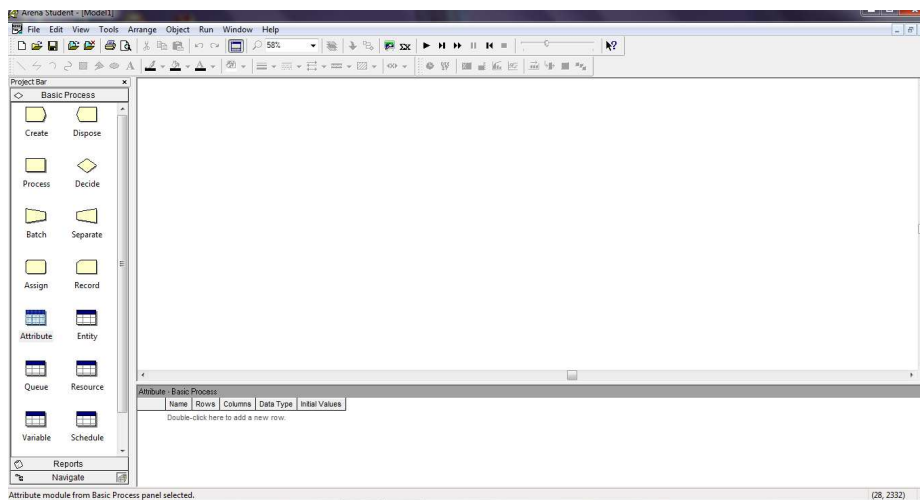 Arena Student - [Model1]
File Edit View Tools Arrange Object Run Window Help
58%
Project Bar
Basic Process
Create Dispose
Process Decide
Batch Separate
Assign Record
Attribute Entity
Queue Resource
Variable Schedule
Reports
Navigate
Attribute - Basic Process
Name Rows Columns Data Type Initial Values
Double-click here to add a new row.
Attribute module from Basic Process panel selected. (28, 2332)